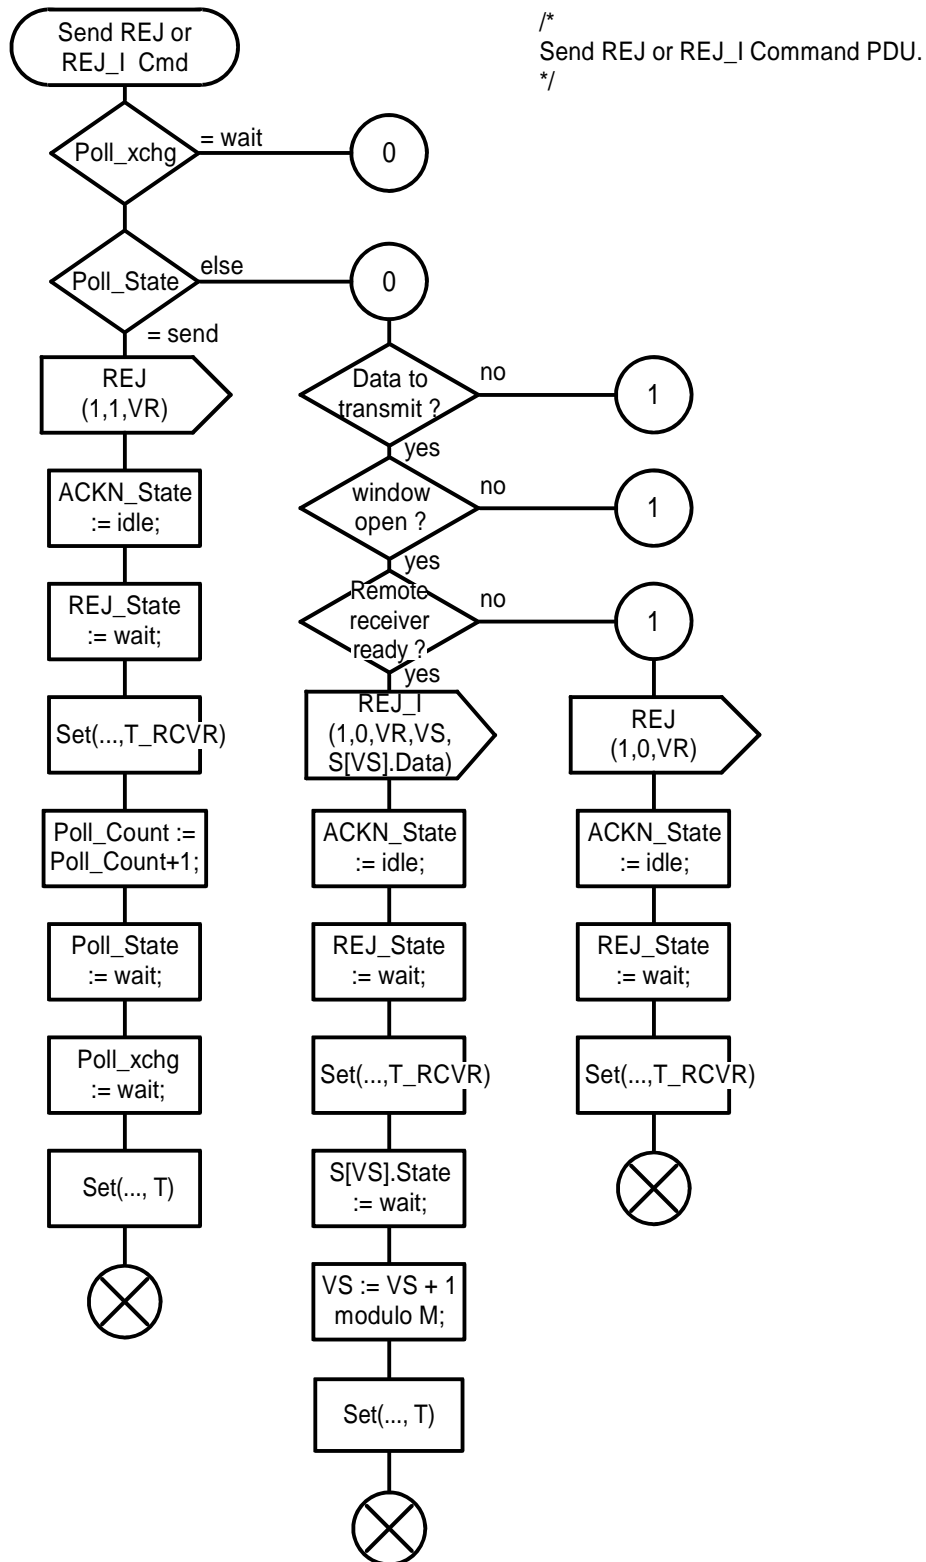 Send REJ or
REJ_I Cmd
/*
Send REJ or REJ_I Command PDU.
*/
Poll_xchg
= wait
0
Poll_State
else
0
= send
REJ
(1,1,VR)
ACKN_State
:= idle;
REJ_State
:= wait;
Set(...,T_RCVR)
Poll_Count :=
Poll_Count+1;
Poll_State
:= wait;
Poll_xchg
:= wait;
Set(..., T)
Data to
transmit ?
no
1
yes
window
open ?
no
1
yes
Remote
receiver
ready ?
no
1
yes
REJ_I
(1,0,VR,VS,
S[VS].Data)
ACKN_State
:= idle;
REJ_State
:= wait;
Set(...,T_RCVR)
S[VS].State
:= wait;
VS := VS + 1
modulo M;
Set(..., T)
REJ
(1,0,VR)
ACKN_State
:= idle;
REJ_State
:= wait;
Set(...,T_RCVR)